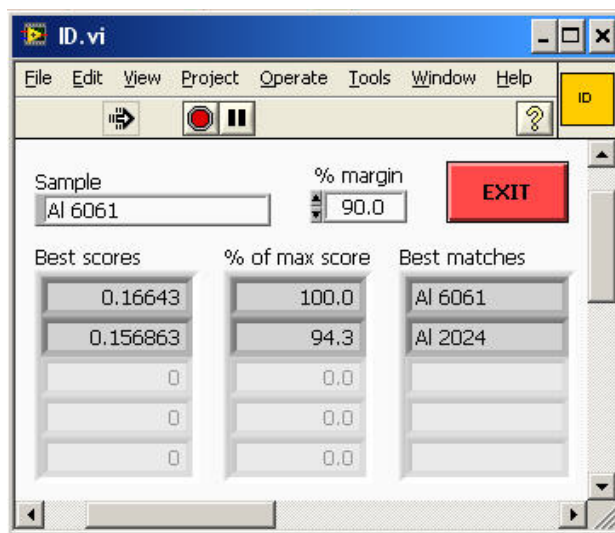 ID.vi
File Edit View Project Operate Tools Window Help
ID
?
Sample
% margin
EXIT
Al 6061
90.0
Best scores % of max score Best matches
0.16643 100.0 Al 6061
0.156863 94.3 Al 2024
0 0.0
0 0.0
0 0.0